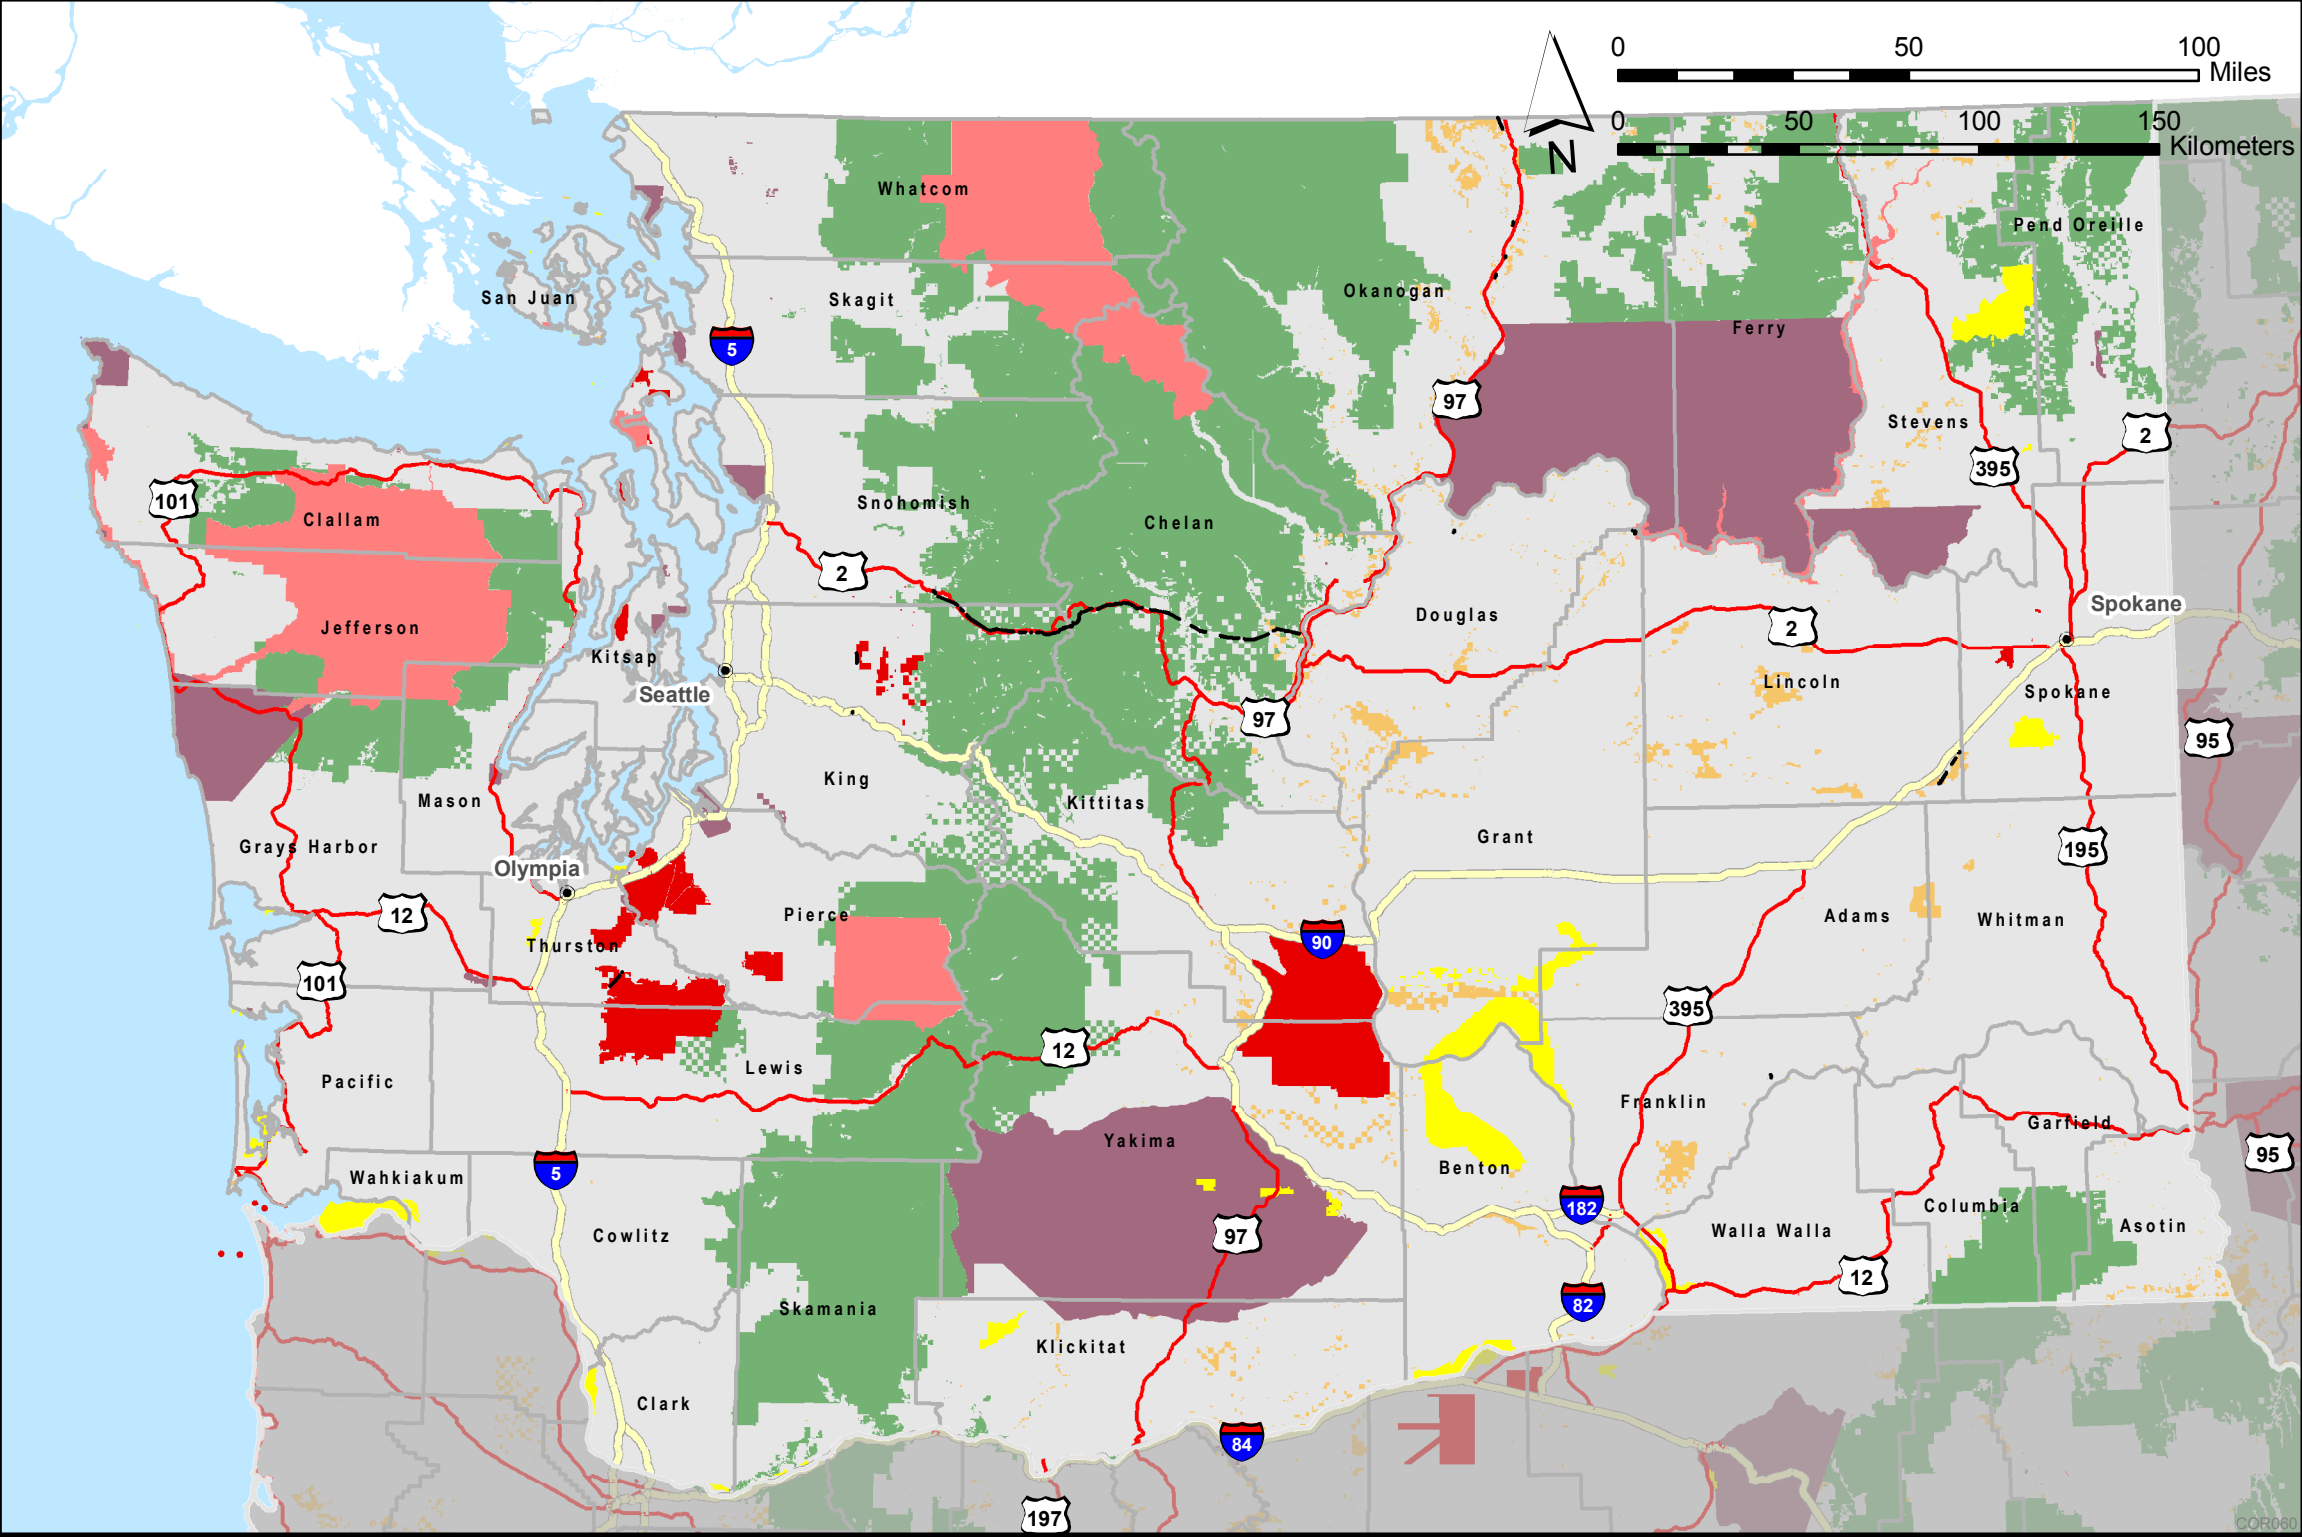 0 50 100
Miles
0 50 100 150
Kilometers
N
Whatcom
Pend Oreille
San Juan
Skagit
Okanogan
Ferry
5
97
Stevens
2
395
101
Clallam
Snohomish
Chelan
2
Spokane
Douglas
2
Jefferson
Kitsap
Seattle
Lincoln
Spokane
97
95
King
Mason
Kittitas
Grant
Grays Harbor
195
Olympia
12
Pierce
Adams
Whitman
Thurston
90
101
395
12
Pacific
Lewis
Franklin
Garfield
Yakima
Wahkiakum
5
Benton
95
182
Columbia
Cowlitz
97
Walla Walla
Asotin
12
82
Skamania
Klickitat
Clark
84
197
COR060